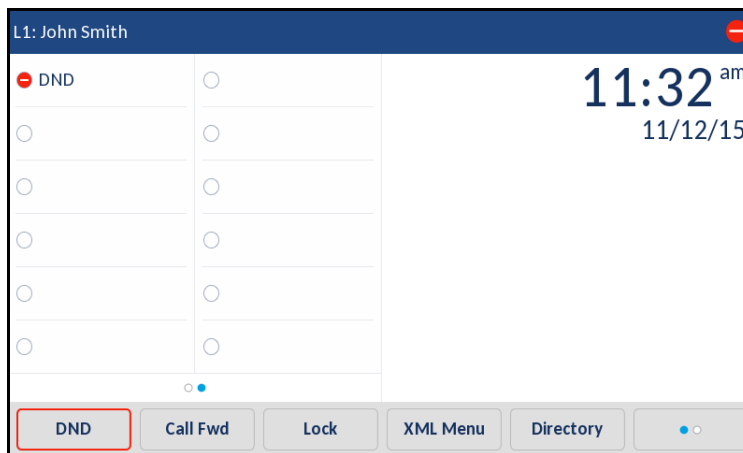 L1: John Smith
DND
11:32 am
11/12/15
DND
Call Fwd
Lock
XML Menu
Directory